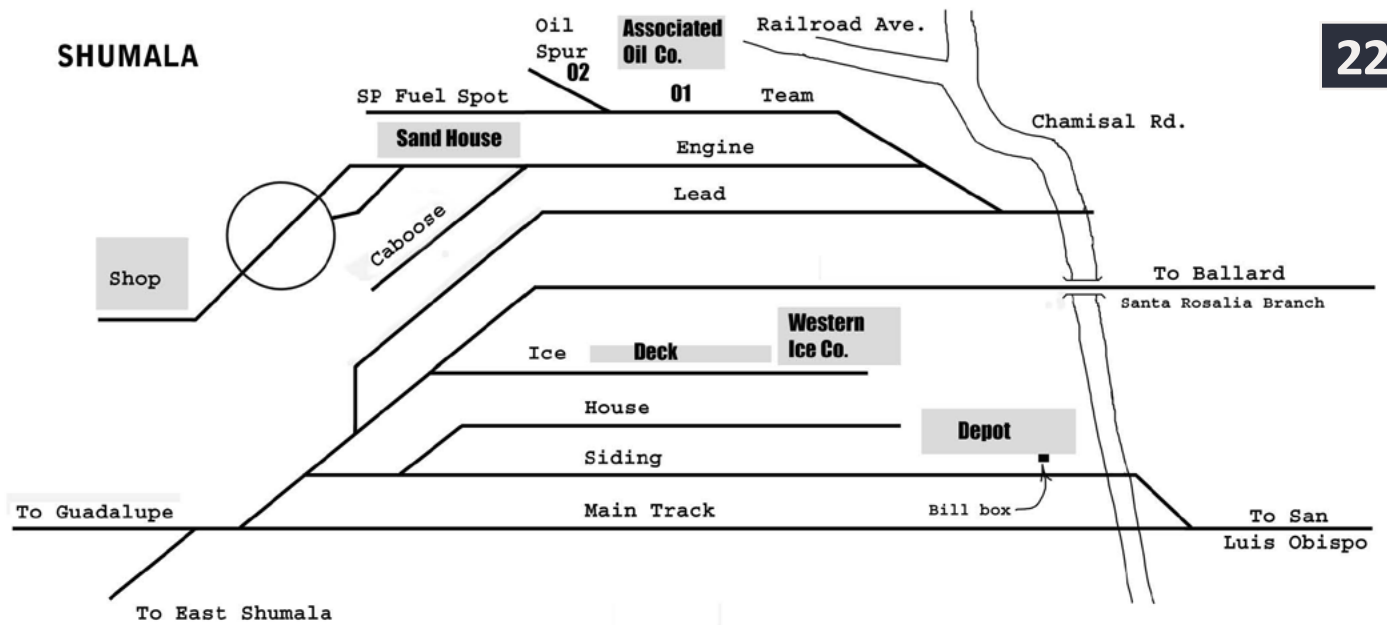 SHUMALA
22
Oil
Spur
02
Associated
Oil Co.
Railroad Ave.
SP Fuel Spot
01
Team
Chamisal Rd.
Sand House
Engine
Lead
Caboose
Shop
To Ballard
Santa Rosalia Branch
Western
Ice Co.
Ice
Deck
House
Depot
Siding
To Guadalupe
Main Track
Bill box
To San
Luis Obispo
To East Shumala